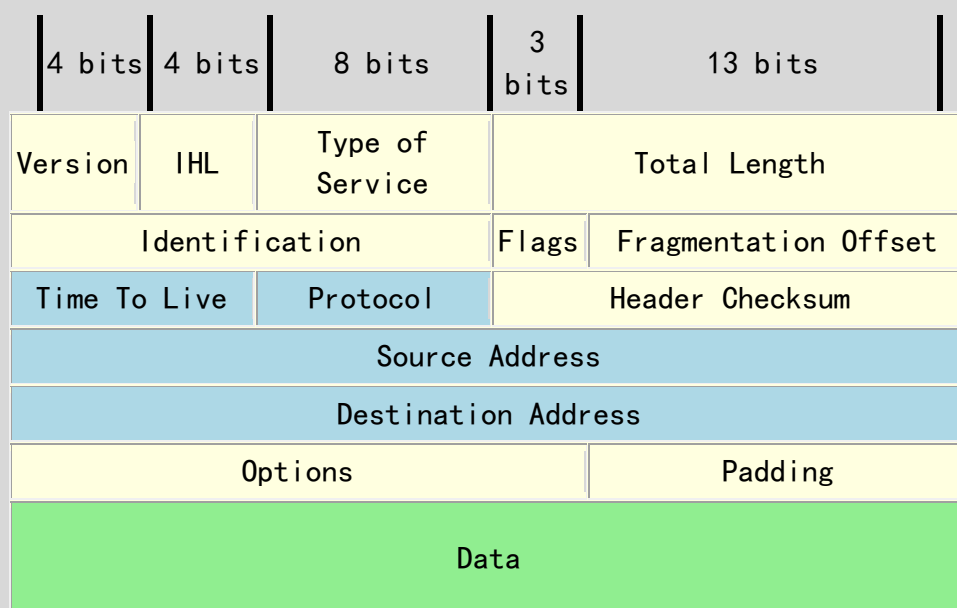 4 bits 4 bits 8 bits 3 bits 13 bits
Version IHL Type of Service Total Length
Identification Flags Fragmentation Offset
Time To Live Protocol Header Checksum
Source Address
Destination Address
Options Padding
Data